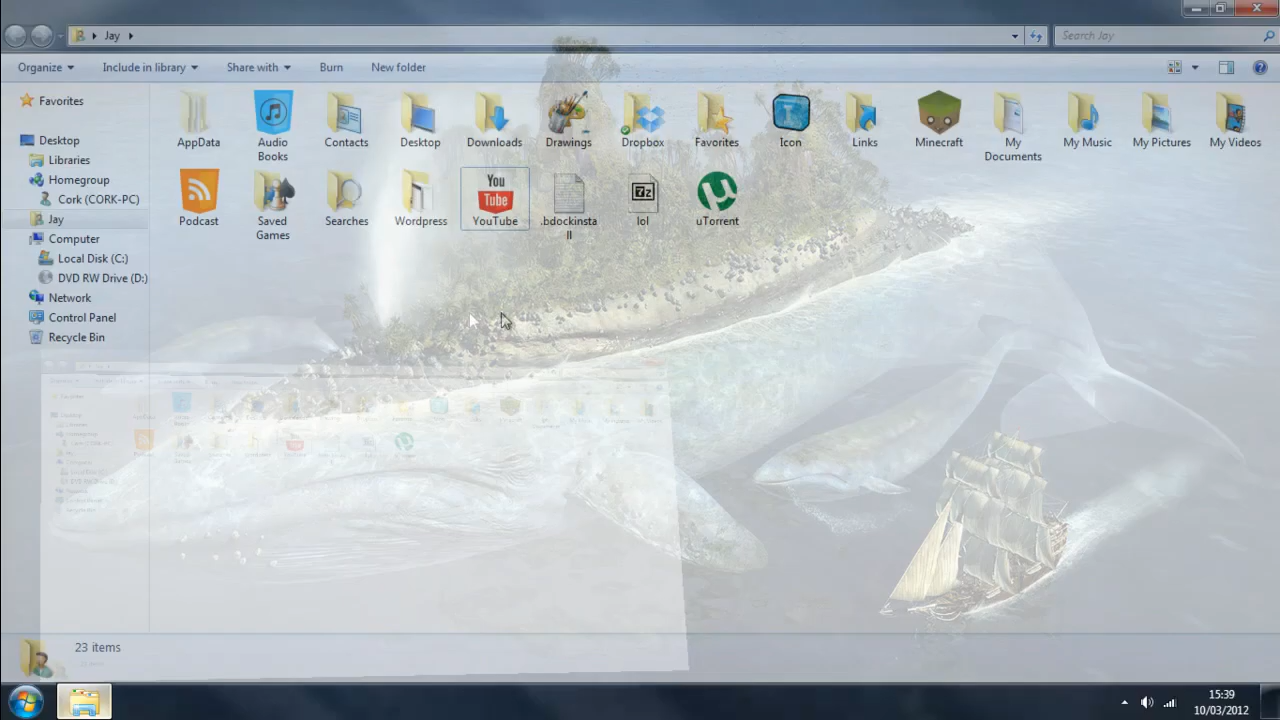 Jay
Search Jay
Organize Include in library Share with Burn New folder
Favorites
Desktop
Libraries
Homegroup
Cork (CORK-PC)
Jay
Computer
Local Disk (C:)
DVD RW Drive (D:)
Network
Control Panel
Recycle Bin
AppData
Audio Books
Contacts
Desktop
Downloads
Drawings
Dropbox
Favorites
Icon
Links
Minecraft
My Documents
My Music
My Pictures
My Videos
Podcast
Saved Games
Searches
Wordpress
You
Tube
YouTube
.bdockinsta
ll
7z
lol
uTorrent
23 items
15:39
10/03/2012